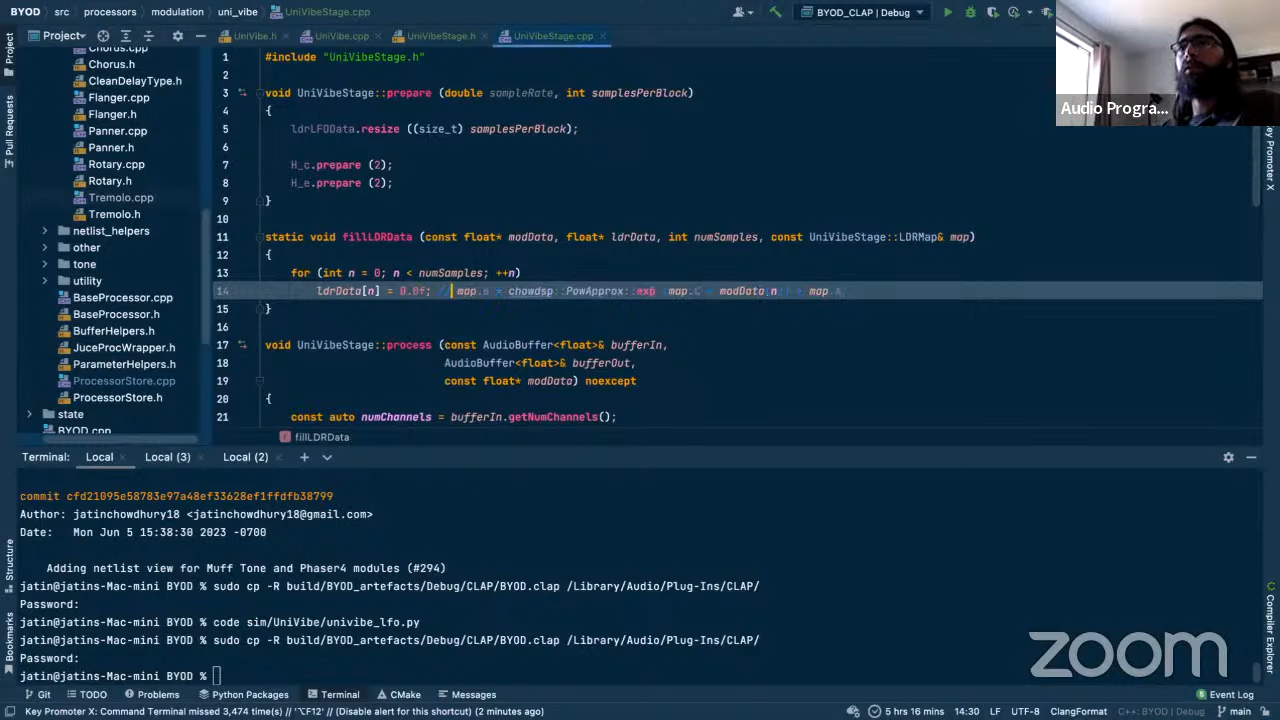 BYOD › src › processors › modulation › uni_vibe › UniVibeStage.cpp
BYOD_CLAP | Debug
Project
UniVibe.h
UniVibe.cpp
UniVibeStage.h
UniVibeStage.cpp
Project
Pull Requests
Structure
Bookmarks
Chorus.cpp
Chorus.h
CleanDelayType.h
Flanger.cpp
Flanger.h
Panner.cpp
Panner.h
Rotary.cpp
Rotary.h
Tremolo.cpp
Tremolo.h
netlist_helpers
other
tone
utility
BaseProcessor.cpp
BaseProcessor.h
BufferHelpers.h
JuceProcWrapper.h
ParameterHelpers.h
ProcessorStore.cpp
ProcessorStore.h
state
BYOD.cpp
1 #include "UniVibeStage.h"
2
3 void UniVibeStage::prepare (double sampleRate, int samplesPerBlock)
4 {
5 ldrLFOData.resize ((size_t) samplesPerBlock);
6
7 H_c.prepare (2);
8 H_e.prepare (2);
9 }
10
11 static void fillLDRData (const float* modData, float* ldrData, int numSamples, const UniVibeStage::LDRMap& map)
12 {
13 for (int n = 0; n < numSamples; ++n)
14 ldrData[n] = 0.0f; // map.B * chowdsp::PowApprox::exp (map.C * modData[n]) + map.A;
15 }
16
17 void UniVibeStage::process (const AudioBuffer<float>& bufferIn,
18 AudioBuffer<float>& bufferOut,
19 const float* modData) noexcept
20 {
21 const auto numChannels = bufferIn.getNumChannels();
fillLDRData
Audio Progra...
Key Promoter X
Compiler Explorer
Terminal: Local Local (3) Local (2)
commit cfd21095e58783e97a48ef33628ef1ffdfb38799
Author: jatinchowdhury18 <jatinchowdhury18@gmail.com>
Date: Mon Jun 5 15:38:30 2023 -0700
Adding netlist view for Muff Tone and Phaser4 modules (#294)
jatin@jatins-Mac-mini BYOD % sudo cp -R build/BYOD_artefacts/Debug/CLAP/BYOD.clap /Library/Audio/Plug-Ins/CLAP/
Password:
jatin@jatins-Mac-mini BYOD % code sim/UniVibe/univibe_lfo.py
jatin@jatins-Mac-mini BYOD % sudo cp -R build/BYOD_artefacts/Debug/CLAP/BYOD.clap /Library/Audio/Plug-Ins/CLAP/
Password:
jatin@jatins-Mac-mini BYOD %
zoom
Git TODO Problems Python Packages Terminal CMake Messages 5 Event Log
Key Promoter X: Command Terminal missed 3,474 time(s) // '⌥F12' // (Disable alert for this shortcut) (2 minutes ago) 5 hrs 16 mins 14:30 LF UTF-8 ClangFormat C++: BYOD | Debug main